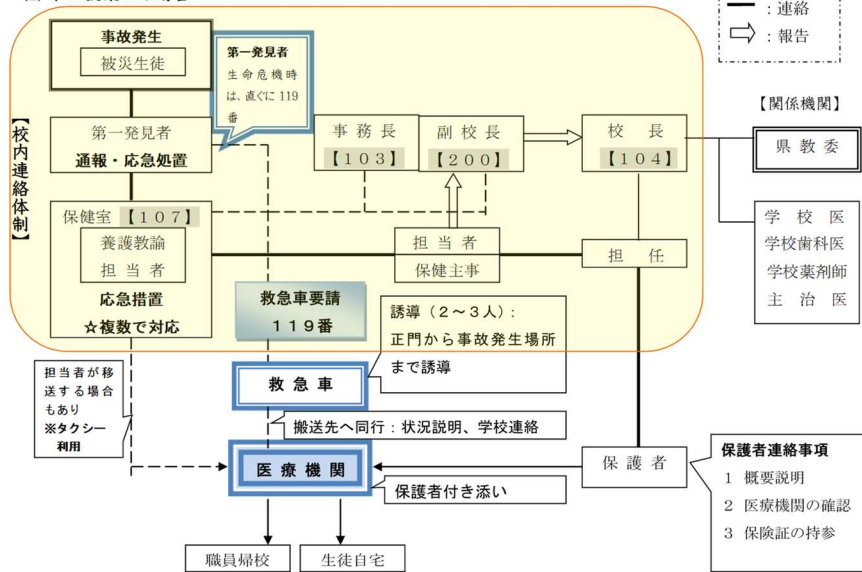 ：連絡
：報告
事故発生
被災生徒
第一発見者
生命危機時
は、直ぐに 119
番
【関係機関】
【校内連絡体制】
第一発見者
通報・応急処置
事務長
【103】
副校長
【200】
校長
【104】
県教委
保健室【107】
養護教諭
担当者
応急措置
☆複数で対応
担当者
保健主事
担任
学校医
学校歯科医
学校薬剤師
主治医
救急車要請
119番
誘導（2～3人）：
正門から事故発生場所
まで誘導
担当者が移
送する場合
もあり
※タクシー
利用
救急車
搬送先へ同行：状況説明、学校連絡
医療機関
保護者付き添い
保護者
保護者連絡事項
1 概要説明
2 医療機関の確認
3 保険証の持参
職員帰校
生徒自宅